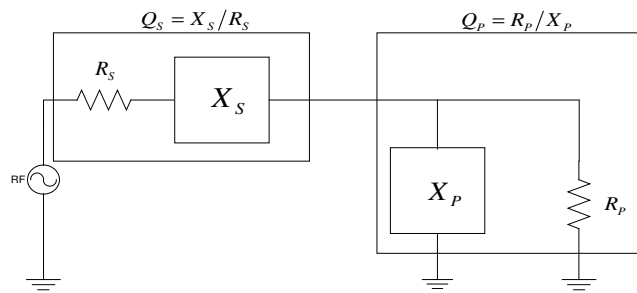 Q_S = X_S/R_S
Q_P = R_P/X_P
R_S
X_S
RF
X_P
R_P